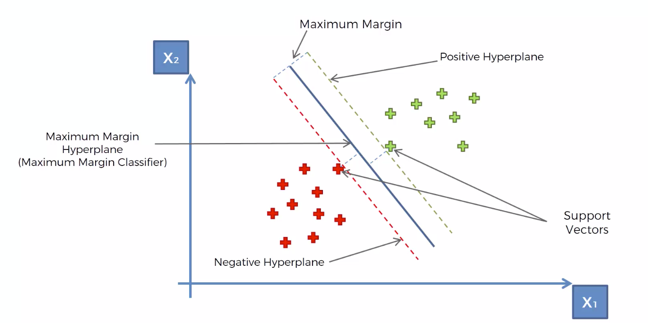 Maximum Margin
X2
Positive Hyperplane
Maximum Margin
Hyperplane
(Maximum Margin Classifier)
Support
Vectors
Negative Hyperplane
X1